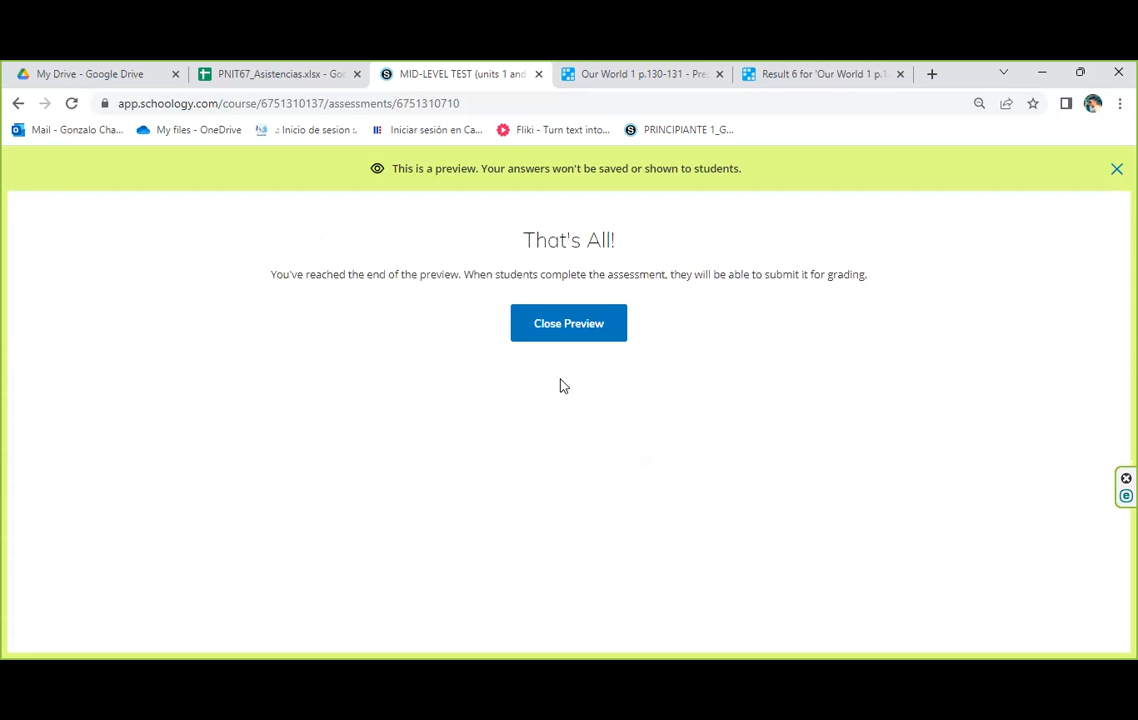 My Drive - Google Drive
PNIT67_Asistencias.xlsx - Goo
MID-LEVEL TEST (units 1 and
Our World 1 p.130-131 - Pre
Result 6 for 'Our World 1 p.1
app.schoology.com/course/6751310137/assessments/6751310710
Mail - Gonzalo Cha...
My files - OneDrive
.: Inicio de sesion :.
Iniciar sesión en Ca...
Fliki - Turn text into...
PRINCIPIANTE 1_G...
This is a preview. Your answers won't be saved or shown to students.
That's All!
You've reached the end of the preview. When students complete the assessment, they will be able to submit it for grading.
Close Preview